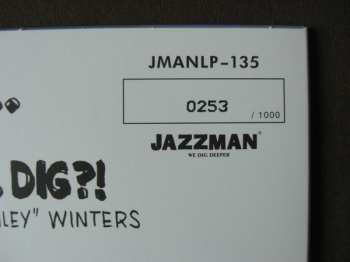 JMANLP-135
0253 / 1000
JAZZMAN®
WE DIG DEEPER
DIG?!
WINTERS